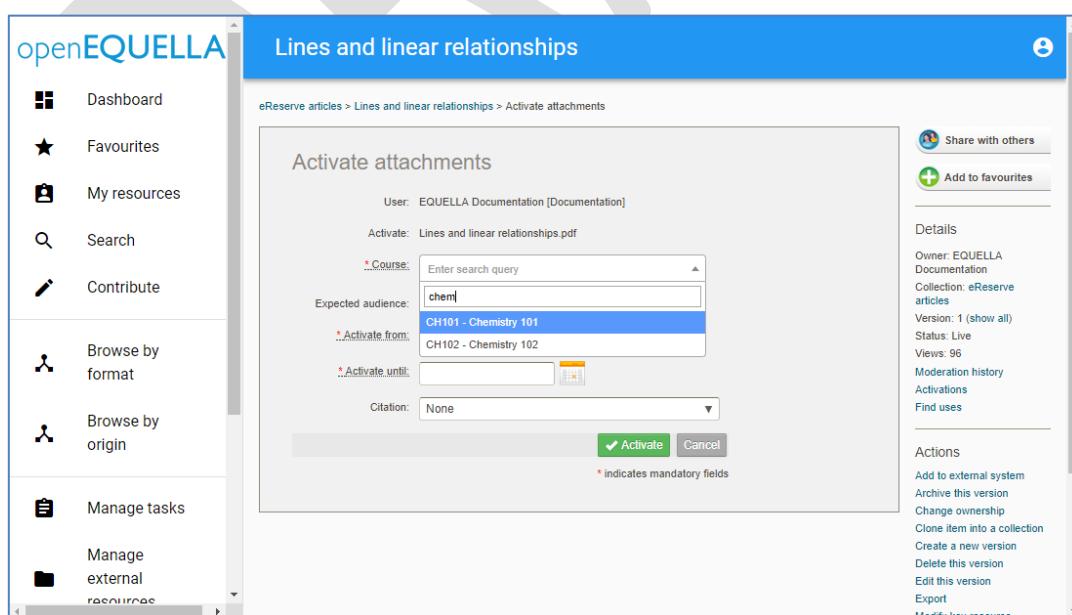 openEQUELLA
Lines and linear relationships
Dashboard
Favourites
My resources
Search
Contribute
Browse by
format
Browse by
origin
Manage tasks
Manage
external
resources
eReserve articles > Lines and linear relationships > Activate attachments
Activate attachments
User: EQUELLA Documentation [Documentation]
Activate: Lines and linear relationships.pdf
* Course: Enter search query
chem
CH101 - Chemistry 101
CH102 - Chemistry 102
Expected audience:
* Activate from:
* Activate until:
Citation: None
Activate Cancel
* indicates mandatory fields
Share with others
Add to favourites
Details
Owner: EQUELLA
Documentation
Collection: eReserve
articles
Version: 1 (show all)
Status: Live
Views: 96
Moderation history
Activations
Find uses
Actions
Add to external system
Archive this version
Change ownership
Clone item into a collection
Create a new version
Delete this version
Edit this version
Export
Modify key resource